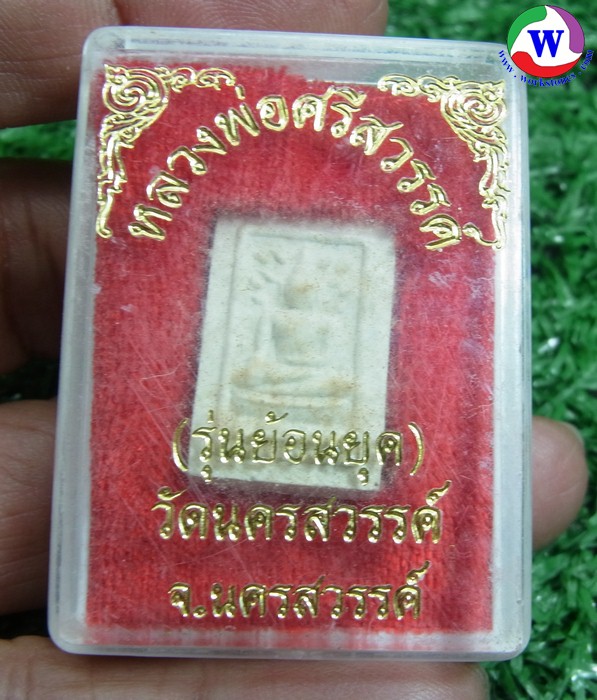 หลวงพ่อศรีสวรรค์
(รุ่นย้อนยุค)
วัดนครสวรรค์
จ.นครสวรรค์
W